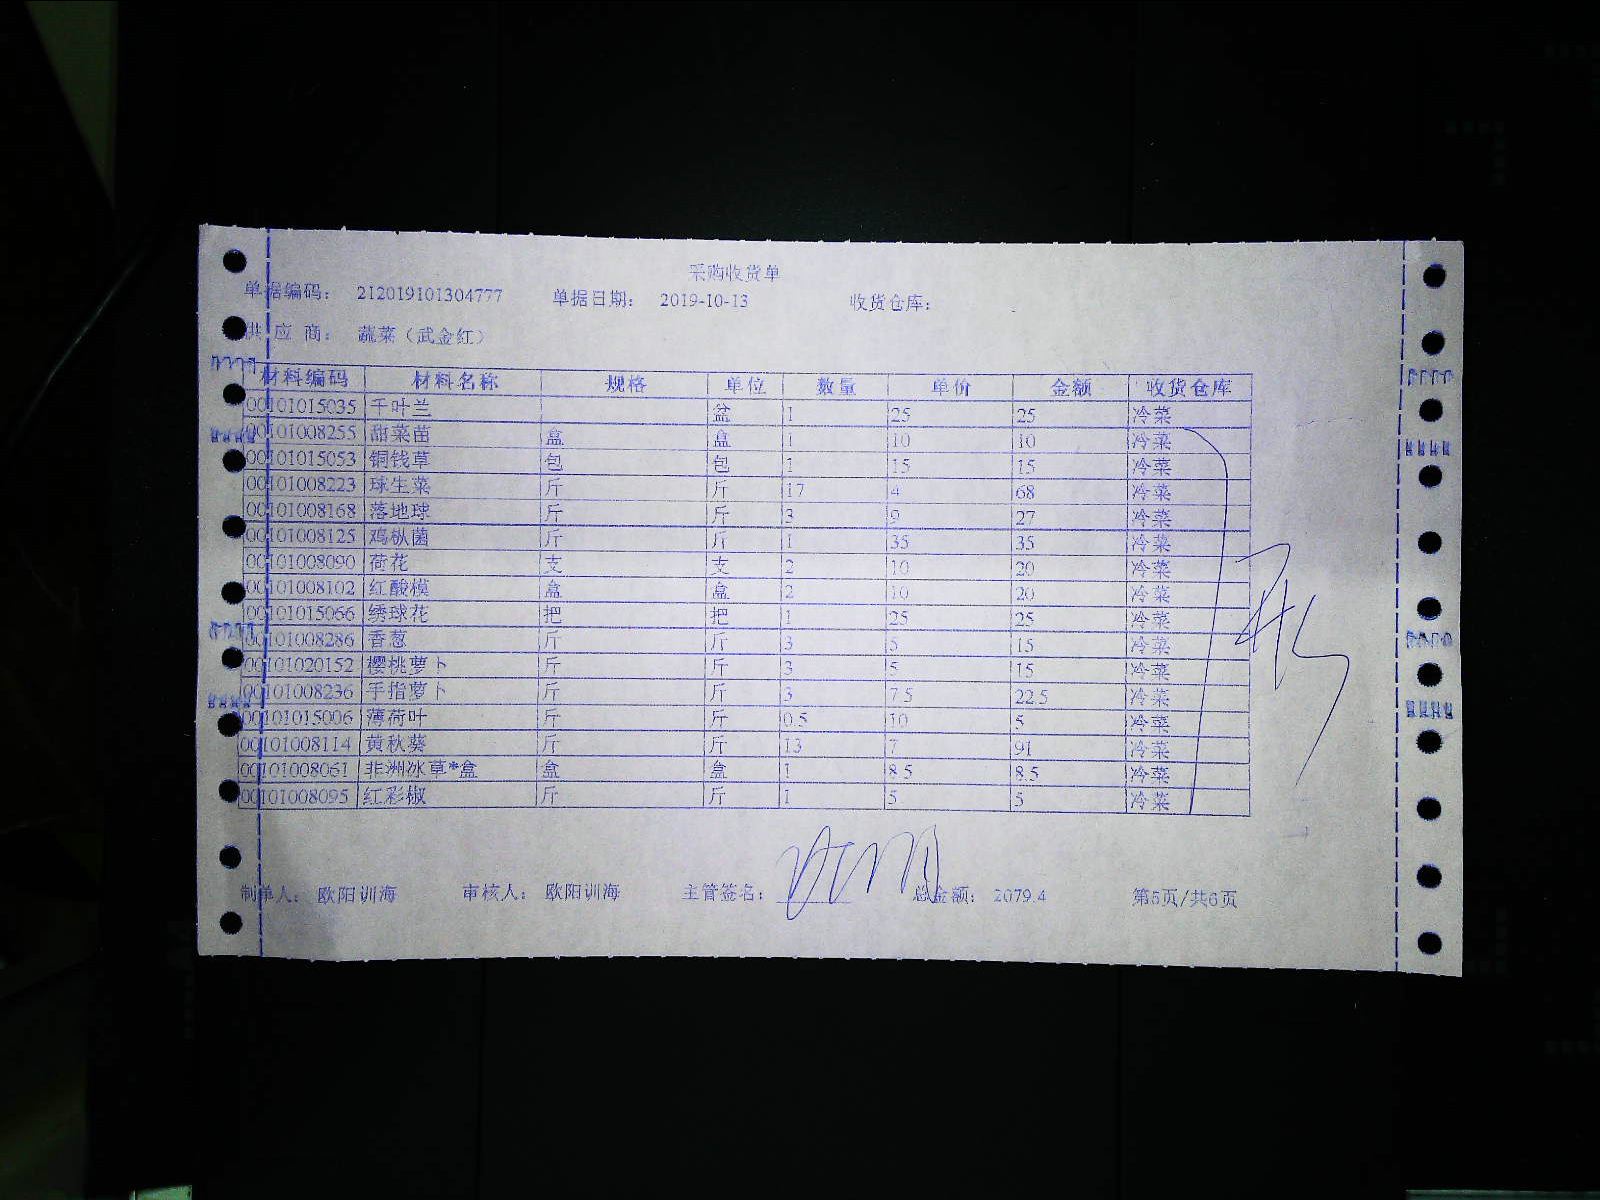 采购收货单
单据编码: 212019101304777 单据日期: 2019-10-13 收货仓库:
供 应 商: 蔬菜（武金红）
材料编码 材料名称 规格 单位 数量 单价 金额 收货仓库
00101015035 千叶兰 盆 1 25 25 冷菜
00101008255 甜菜苗 盒 盒 1 10 10 冷菜
00101015053 铜钱草 包 包 1 15 15 冷菜
00101008223 球生菜 斤 斤 17 4 68 冷菜
00101008168 落地球 斤 斤 3 9 27 冷菜
00101008125 鸡枞菌 斤 斤 1 35 35 冷菜
00101008090 荷花 支 支 2 10 20 冷菜
00101008102 红酸模 盒 盒 2 10 20 冷菜
00101015066 绣球花 把 把 1 25 25 冷菜
00101008286 香葱 斤 斤 3 5 15 冷菜
00101020152 樱桃萝卜 斤 斤 3 5 15 冷菜
00101008236 手指萝卜 斤 斤 3 7.5 22.5 冷菜
00101015006 薄荷叶 斤 斤 0.5 10 5 冷菜
00101008114 黄秋葵 斤 斤 13 7 91 冷菜
00101008061 非洲冰草*盒 盒 盒 1 8.5 8.5 冷菜
00101008095 红彩椒 斤 斤 1 5 5 冷菜
制单人: 欧阳训海 审核人: 欧阳训海 主管签名: 总金额: 2079.4 第5页/共6页